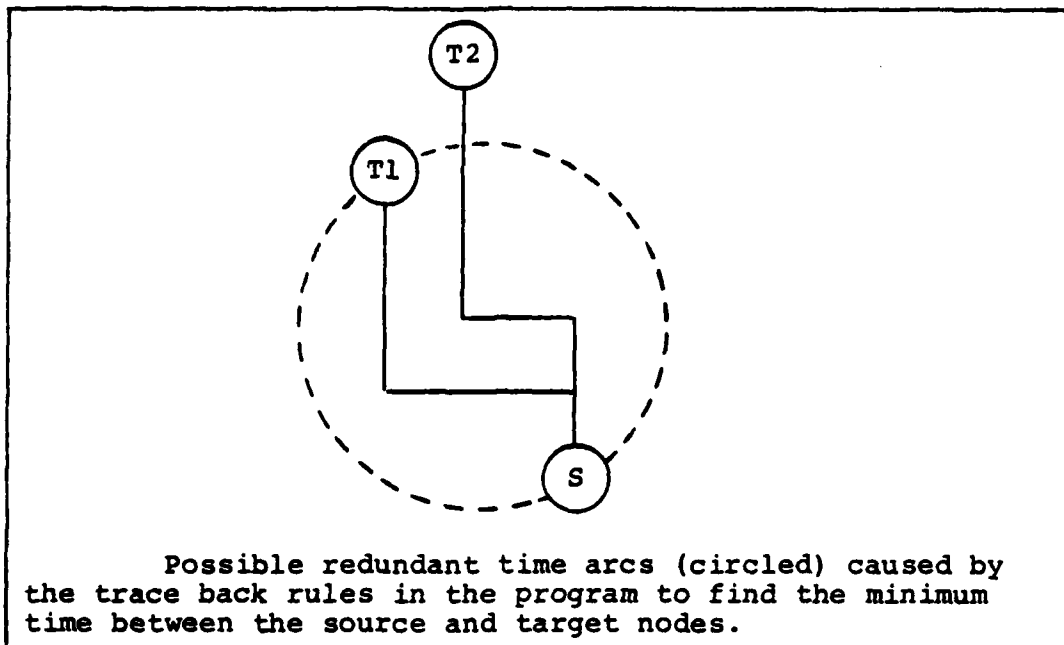 T2
T1
S
Possible redundant time arcs (circled) caused by
the trace back rules in the program to find the minimum
time between the source and target nodes.